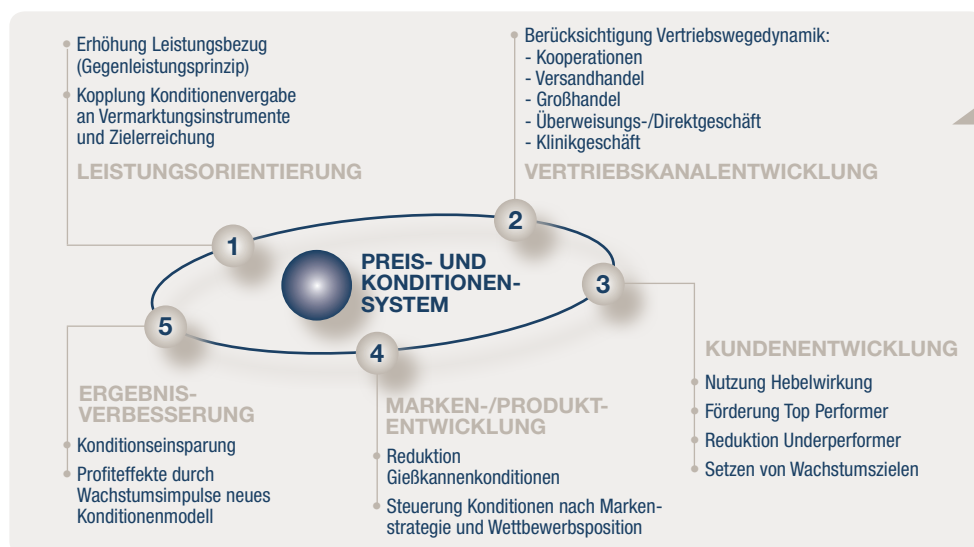 Erhöhung Leistungsbezug
(Gegenleistungsprinzip)
Kopplung Konditionenvergabe
an Vermarktungsinstrumente
und Zielerreichung
LEISTUNGSORIENTIERUNG
Berücksichtigung Vertriebswegedynamik:
- Kooperationen
- Versandhandel
- Großhandel
- Überweisungs-/Direktgeschäft
- Klinikgeschäft
VERTRIEBSKANALENTWICKLUNG
1
2
3
4
5
PREIS- UND
KONDITIONEN-
SYSTEM
KUNDENENTWICKLUNG
Nutzung Hebelwirkung
Förderung Top Performer
Reduktion Underperformer
Setzen von Wachstumszielen
MARKEN-/PRODUKT-
ENTWICKLUNG
Reduktion
Gießkannenkonditionen
Steuerung Konditionen nach Marken-
strategie und Wettbewerbsposition
ERGEBNIS-
VERBESSERUNG
Konditionseinsparung
Profiteffekte durch
Wachstumsimpulse neues
Konditionenmodell